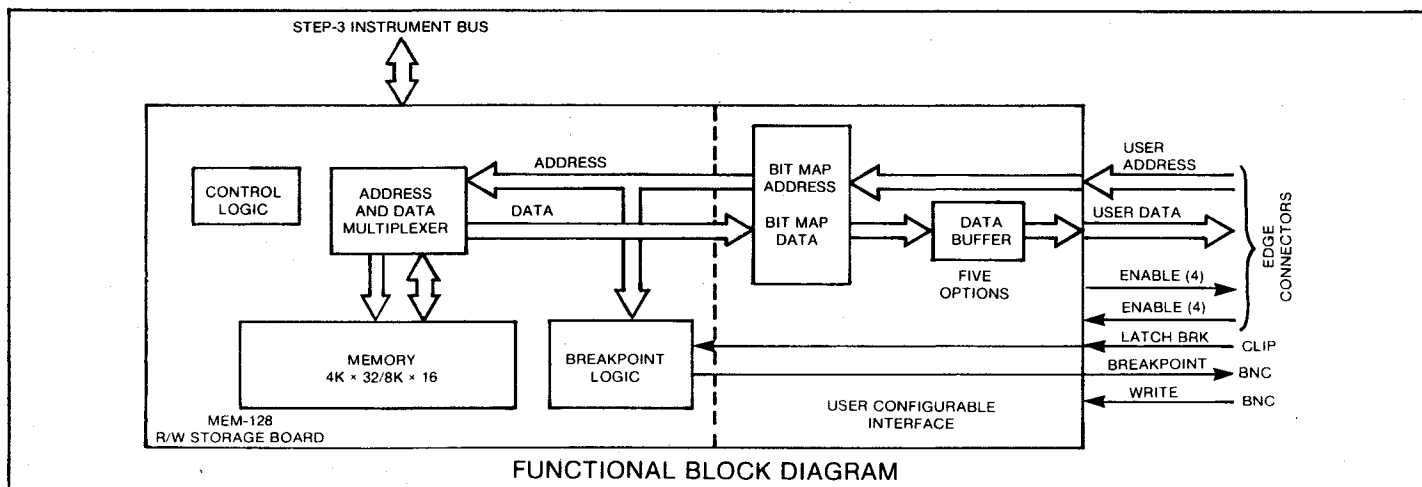 STEP-3 INSTRUMENT BUS
CONTROL
LOGIC
ADDRESS
AND DATA
MULTIPLEXER
ADDRESS
DATA
BIT MAP
ADDRESS
BIT MAP
DATA
DATA
BUFFER
FIVE
OPTIONS
USER
ADDRESS
USER DATA
ENABLE (4)
ENABLE (4)
LATCH BRK
BREAKPOINT
WRITE
EDGE
CONNECTORS
CLIP
BNC
BNC
MEMORY
4K × 32/8K × 16
BREAKPOINT
LOGIC
MEM-128
R/W STORAGE BOARD
USER CONFIGURABLE
INTERFACE
FUNCTIONAL BLOCK DIAGRAM